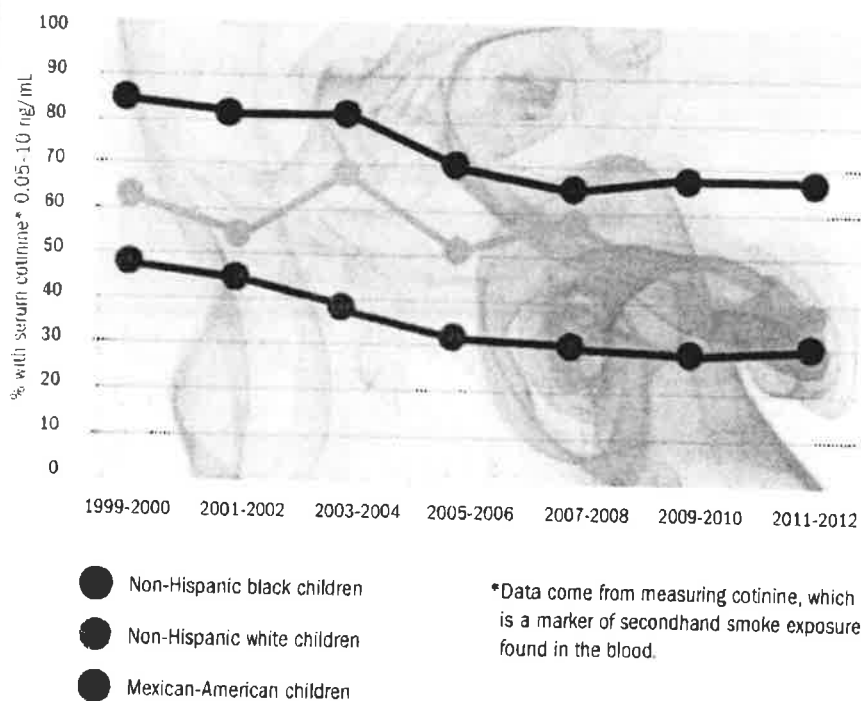 100
90
80
70
60
50
40
30
20
10
0
% with serum cotinine* 0.05-10 ng/mL
1999-2000 2001-2002 2003-2004 2005-2006 2007-2008 2009-2010 2011-2012
Non-Hispanic black children
Non-Hispanic white children
Mexican-American children
*Data come from measuring cotinine, which
is a marker of secondhand smoke exposure
found in the blood.